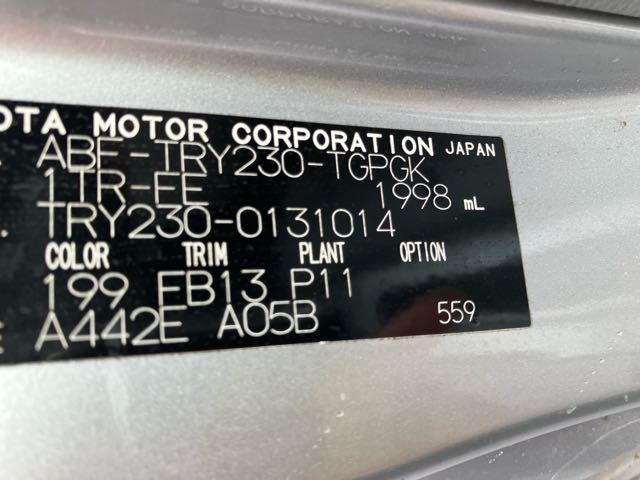 OTA MOTOR CORPORATION JAPAN
. ABF-TRY230-TGPGK
1TR-FE 1998 mL
. TRY230-0131014
COLOR TRIM PLANT OPTION
199 FB13 P11
E A442E A05B 559